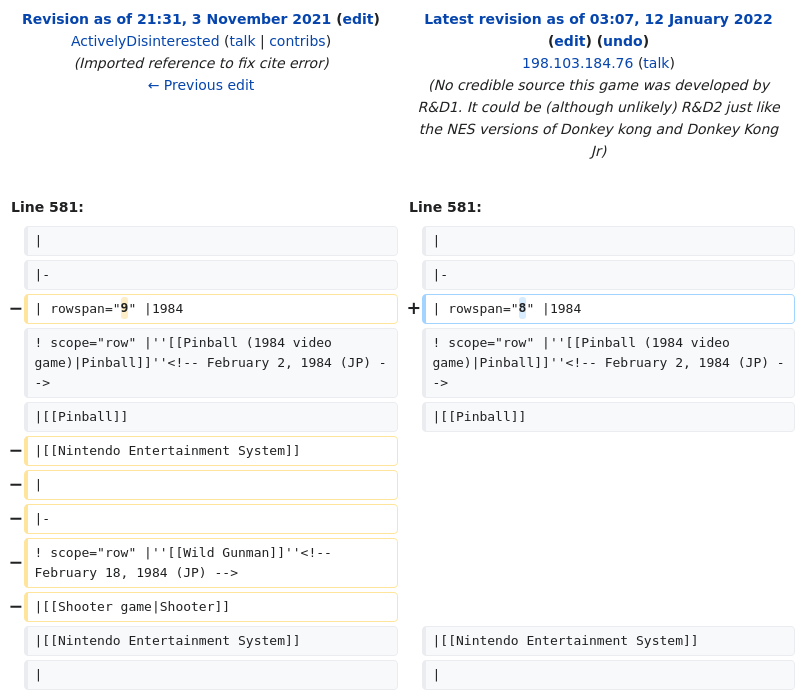 Revision as of 21:31, 3 November 2021 (edit)
ActivelyDisinterested (talk | contribs)
(Imported reference to fix cite error)
← Previous edit
Latest revision as of 03:07, 12 January 2022
(edit) (undo)
198.103.184.76 (talk)
(No credible source this game was developed by
R&D1. It could be (although unlikely) R&D2 just like
the NES versions of Donkey kong and Donkey Kong
Jr)
Line 581:
Line 581:
|
|
|-
|-
− | rowspan="9" |1984
+ | rowspan="8" |1984
! scope="row" |''[[Pinball (1984 video
game)|Pinball]]''<!-- February 2, 1984 (JP) -
->
! scope="row" |''[[Pinball (1984 video
game)|Pinball]]''<!-- February 2, 1984 (JP) -
->
|[[Pinball]]
|[[Pinball]]
− |[[Nintendo Entertainment System]]
− |
− |-
− ! scope="row" |''[[Wild Gunman]]''<!--
February 18, 1984 (JP) -->
− |[[Shooter game|Shooter]]
|[[Nintendo Entertainment System]]
|[[Nintendo Entertainment System]]
|
|